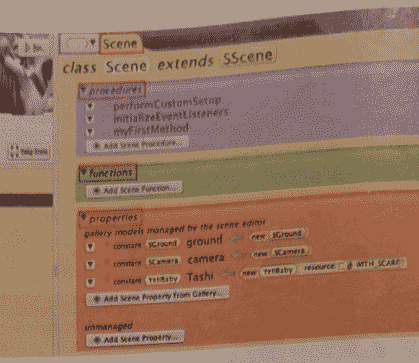 Scene
class Scene extends SScene
procedures
performCustomSetup
initializeEventListeners
myFirstMethod
Add Scene Procedure...
functions
Add Scene Function...
properties
gallery models managed by the scene editor
constant SGround ground new SGround
constant SCamera camera new SCamera
constant YetiBaby Tashi new YetiBaby resource: WITH_SCARF
Add Scene Property from Gallery...
unmanaged
Add Scene Property...